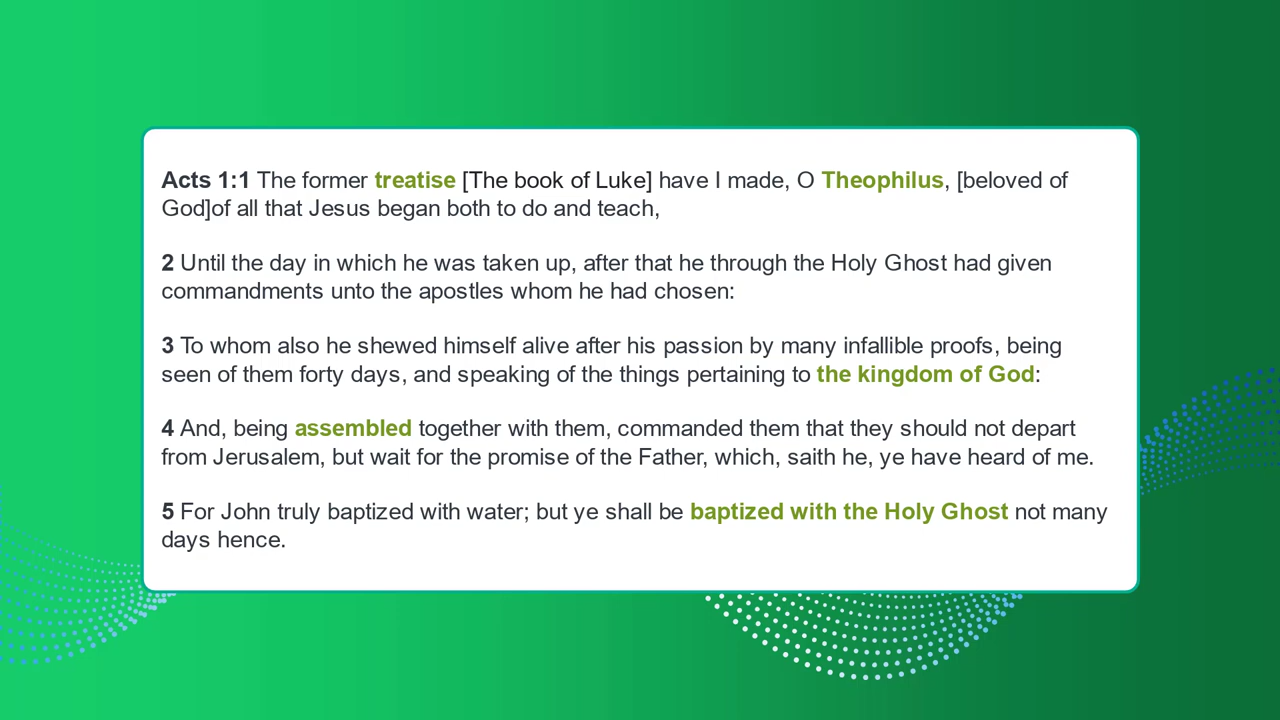 Acts 1:1 The former treatise [The book of Luke] have I made, O Theophilus, [beloved of
God]of all that Jesus began both to do and teach,
2 Until the day in which he was taken up, after that he through the Holy Ghost had given
commandments unto the apostles whom he had chosen:
3 To whom also he shewed himself alive after his passion by many infallible proofs, being
seen of them forty days, and speaking of the things pertaining to the kingdom of God:
4 And, being assembled together with them, commanded them that they should not depart
from Jerusalem, but wait for the promise of the Father, which, saith he, ye have heard of me.
5 For John truly baptized with water; but ye shall be baptized with the Holy Ghost not many
days hence.